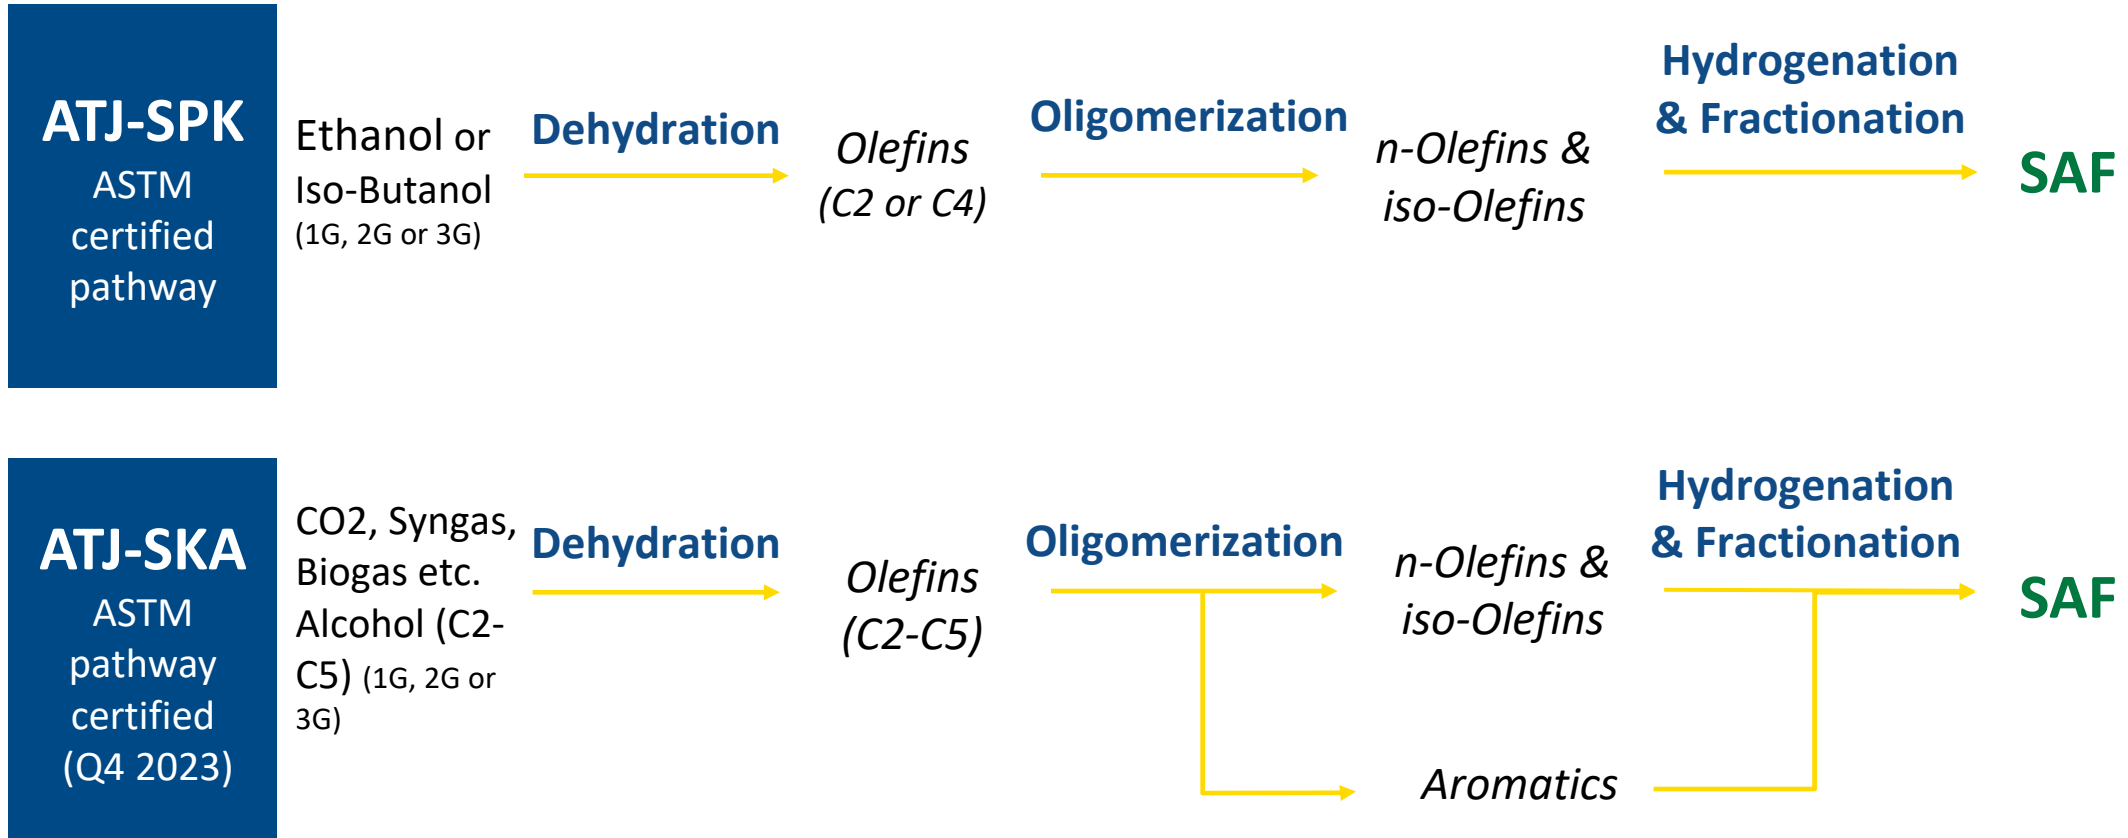 ATJ-SPK
ASTM
certified
pathway
Ethanol or
Iso-Butanol
(1G, 2G or 3G)
Dehydration
Olefins
(C2 or C4)
Oligomerization
n-Olefins &
iso-Olefins
Hydrogenation
& Fractionation
SAF
ATJ-SKA
ASTM
pathway
certified
(Q4 2023)
CO2, Syngas,
Biogas etc.
Alcohol (C2-
C5) (1G, 2G or
3G)
Dehydration
Olefins
(C2-C5)
Oligomerization
n-Olefins &
iso-Olefins
Aromatics
Hydrogenation
& Fractionation
SAF